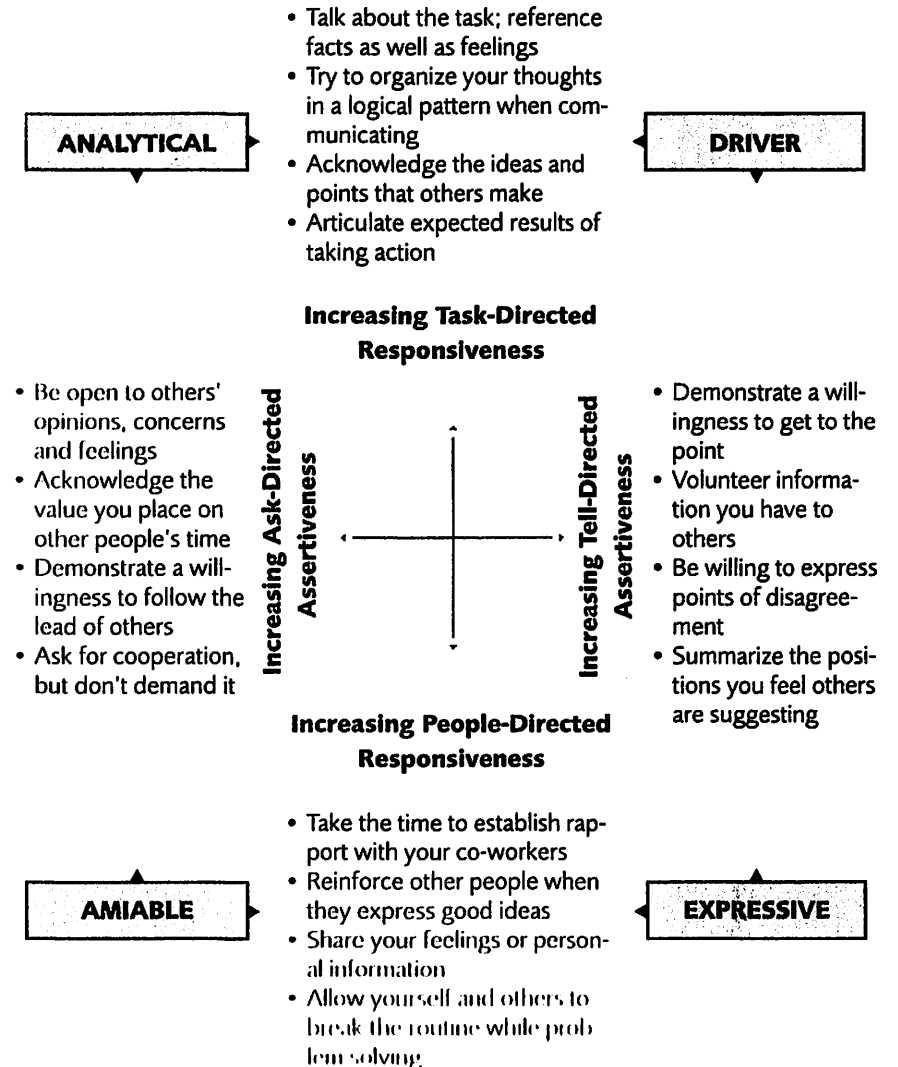 • Talk about the task; reference
facts as well as feelings
• Try to organize your thoughts
in a logical pattern when com-
municating
• Acknowledge the ideas and
points that others make
• Articulate expected results of
taking action
ANALYTICAL
DRIVER
Increasing Task-Directed
Responsiveness
• Be open to others'
opinions, concerns
and feelings
• Acknowledge the
value you place on
other people's time
• Demonstrate a will-
ingness to follow the
lead of others
• Ask for cooperation,
but don't demand it
Increasing Ask-Directed
Assertiveness
Increasing Tell-Directed
Assertiveness
• Demonstrate a will-
ingness to get to the
point
• Volunteer informa-
tion you have to
others
• Be willing to express
points of disagree-
ment
• Summarize the posi-
tions you feel others
are suggesting
Increasing People-Directed
Responsiveness
• Take the time to establish rap-
port with your co-workers
• Reinforce other people when
they express good ideas
• Share your feelings or person-
al information
• Allow yourself and others to
break the routine while prob
lem solving
AMIABLE
EXPRESSIVE